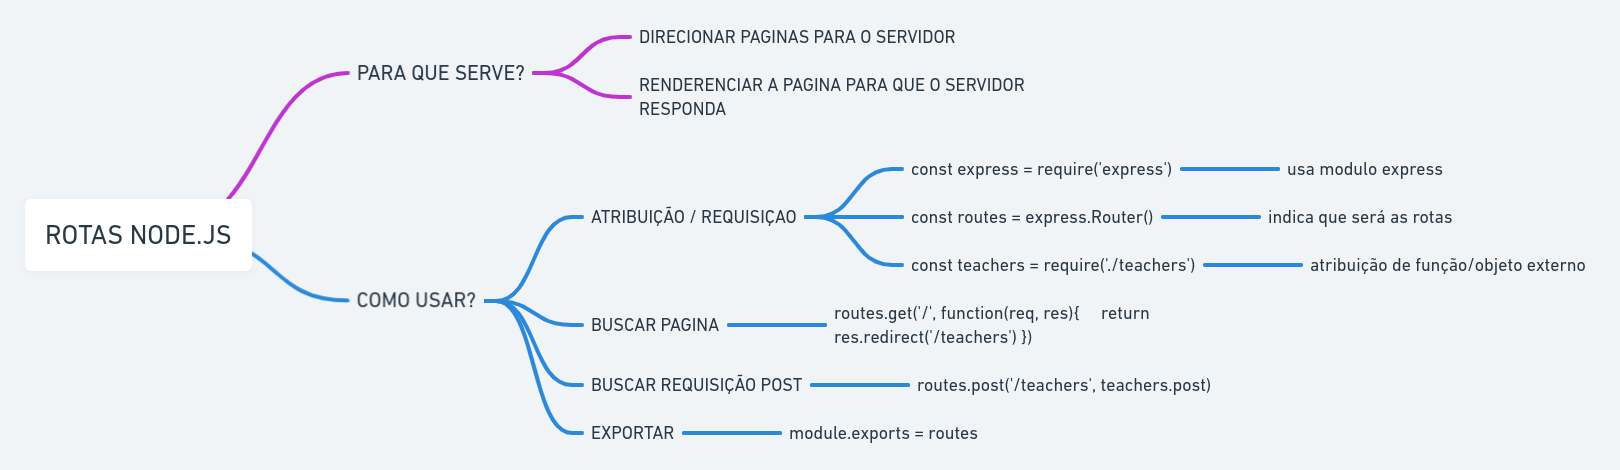 ROTAS NODE.JS
PARA QUE SERVE?
DIRECIONAR PAGINAS PARA O SERVIDOR
RENDERENCIAR A PAGINA PARA QUE O SERVIDOR
RESPONDA
COMO USAR?
ATRIBUIÇÃO / REQUISIÇAO
const express = require('express')
usa modulo express
const routes = express.Router()
indica que será as rotas
const teachers = require('./teachers')
atribuição de função/objeto externo
BUSCAR PAGINA
routes.get('/', function(req, res){ return
res.redirect('/teachers') })
BUSCAR REQUISIÇÃO POST
routes.post('/teachers', teachers.post)
EXPORTAR
module.exports = routes